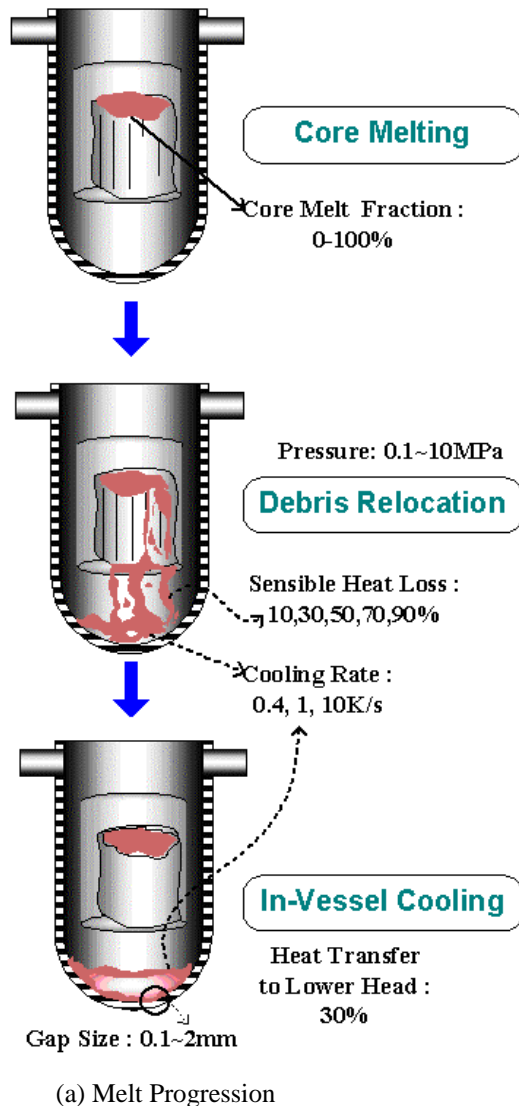 Core Melting
Core Melt Fraction :
0-100%
Pressure: 0.1~10MPa
Debris Relocation
Sensible Heat Loss :
10,30,50,70,90%
Cooling Rate :
0.4, 1, 10K/s
In-Vessel Cooling
Heat Transfer
to Lower Head :
30%
Gap Size : 0.1~2mm
(a) Melt Progression